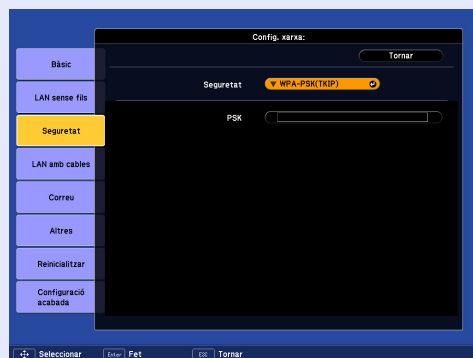 Config. xarxa:
Tornar
Bàsic
LAN sense fils
Seguretat
LAN amb cables
Correu
Altres
Reinicialitzar
Configuració
acabada
Seguretat WPA-PSK(TKIP)
PSK
Seleccionar Enter Fet ESC Tornar